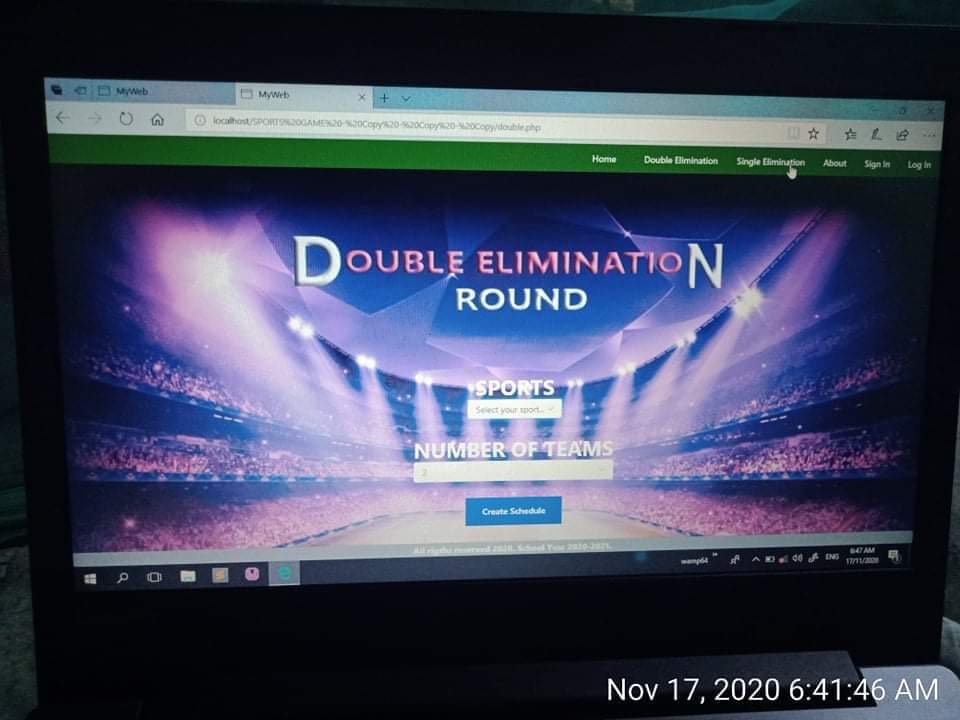 MyWeb
MyWeb
localhost/SPORTS%20GAME%20-%20Copy%20-%20Copy%20-%20Copy/double.php
Home Double Elimination Single Elimination About Sign In Log In
DOUBLE ELIMINATION
ROUND
SPORTS
Select your sport...
NUMBER OF TEAMS
2
Create Schedule
All rigths reserved 2020. School Year 2020-2021.
wamp64
ENG
6:47 AM
17/11/2020
Nov 17, 2020 6:41:46 AM